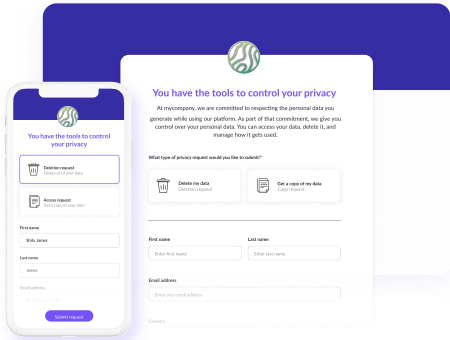 You have the tools to control your privacy
At mycompany, we are committed to respecting the personal data you
generate while using our platform. As part of that commitment, we give you
control over your personal data. You can access your data, delete it, and
manage how it gets used.
What type of privacy request would you like to submit?*
Delete my data
Deletion request
Get a copy of my data
Copy request
First name
Last name
Enter first name
Enter last name
Email address
Enter your email address
Country
You have the tools to control
your privacy
Deletion request
Delete all of your data
Access request
Get a copy of your data
First name
Shila James
Last name
James
Email address
Submit request